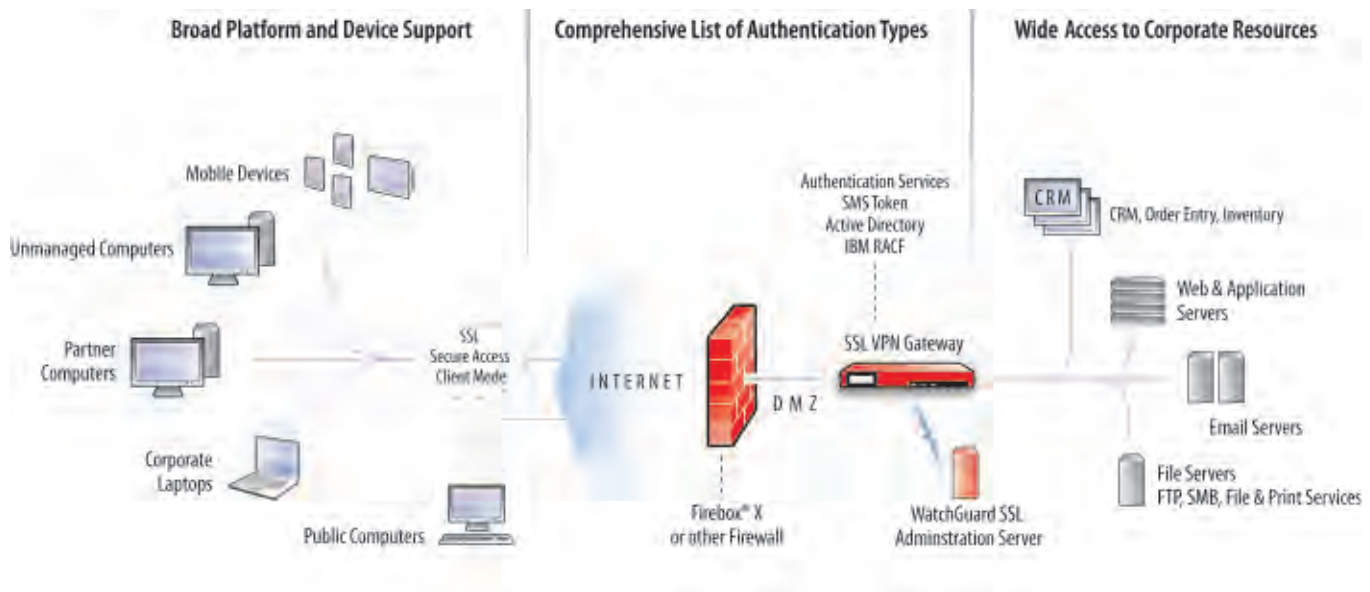 Broad Platform and Device Support
Comprehensive List of Authentication Types
Wide Access to Corporate Resources
Mobile Devices
Unmanaged Computers
Partner
Computers
Corporate
Laptops
Public Computers
SSL
Secure Access
Client Mode
INTERNET
Firebox® X
or other Firewall
DMZ
Authentication Services
SMS Token
Active Directory
IBM RACF
SSL VPN Gateway
WatchGuard SSL
Adminstration Server
CRM
CRM, Order Entry, Inventory
Web & Application
Servers
Email Servers
File Servers
FTP, SMB, File & Print Services